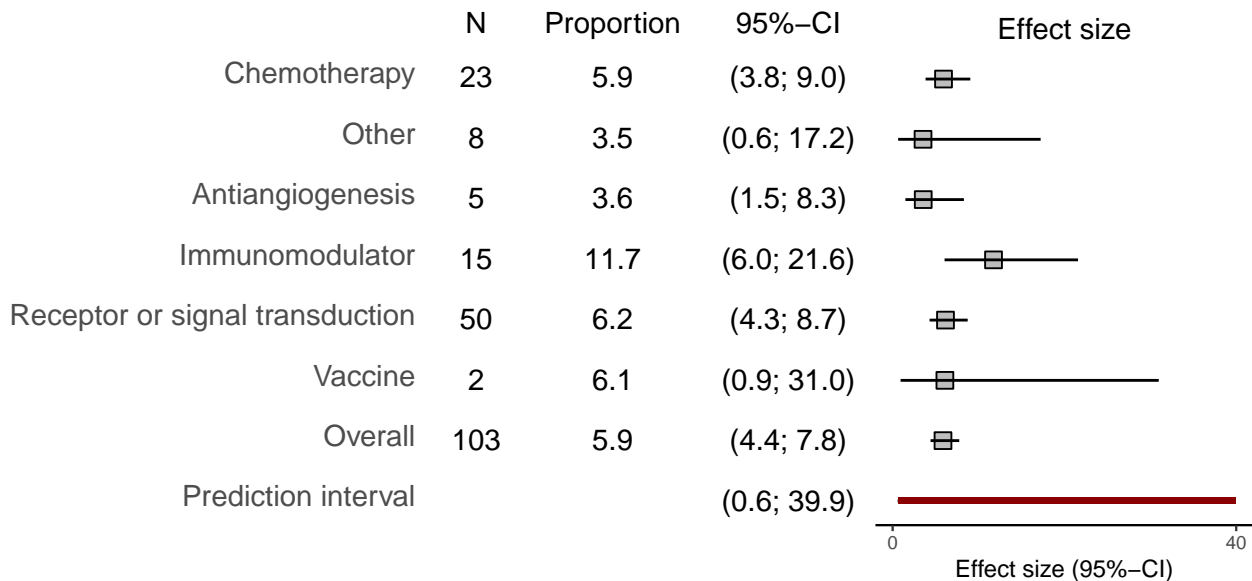 N Proportion 95%−CI Effect size
Chemotherapy 23 5.9 (3.8; 9.0)
Other 8 3.5 (0.6; 17.2)
Antiangiogenesis 5 3.6 (1.5; 8.3)
Immunomodulator 15 11.7 (6.0; 21.6)
Receptor or signal transduction 50 6.2 (4.3; 8.7)
Vaccine 2 6.1 (0.9; 31.0)
Overall 103 5.9 (4.4; 7.8)
Prediction interval (0.6; 39.9)
0 40
Effect size (95%−CI)